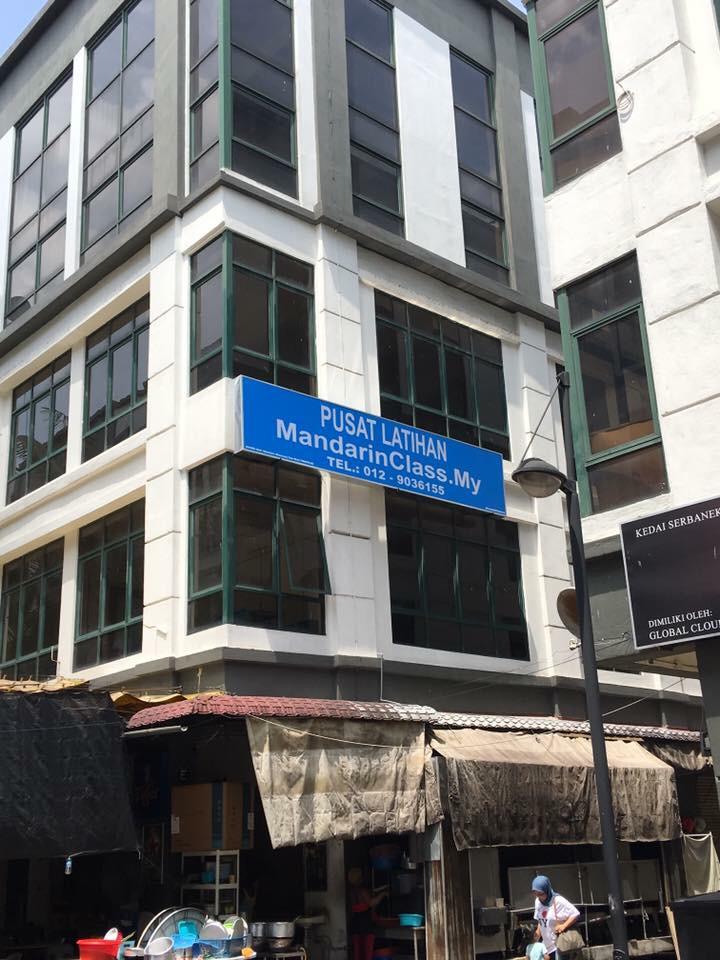 PUSAT LATIHAN
MandarinClass.My
TEL.: 012 - 9036155
KEDAI SERBANEK
DIMILIKI OLEH:
GLOBAL CLOU